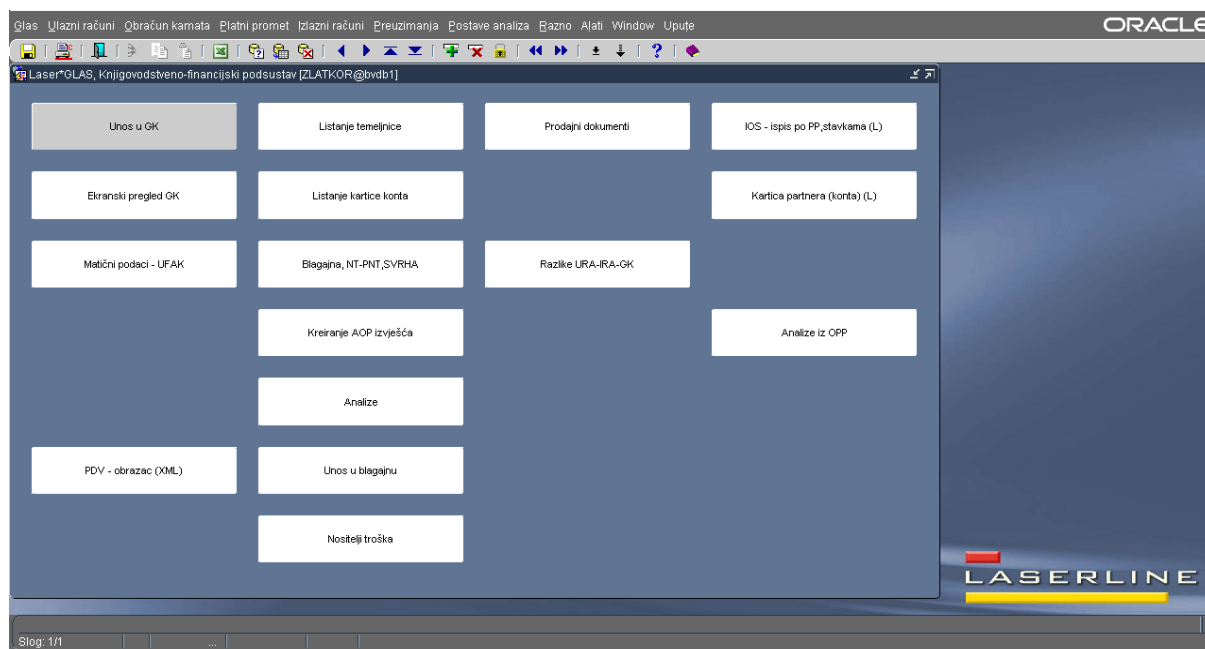 Glas Ulazni računi Obračun kamata Platni promet Izlazni računi Preuzimanja Postave analiza Razno Alati Window Upute
ORACLE
Laser*GLAS, Knjigovodstveno-financijski podsustav [ZLATKOR@bvdb1]
Unos u GK Listanje temeljnice Prodajni dokumenti IOS - ispis po PP,stavkama (L)
Ekranski pregled GK Listanje kartice konta Kartica partnera (konta) (L)
Matični podaci - UFAK Blagajna, NT-PNT,SVRHA Razlike URA-IRA-GK
Kreiranje AOP izvješća Analize iz OPP
Analize
PDV - obrazac (XML) Unos u blagajnu
Nositelji troška
LASERLINE
Slog: 1/1 ...